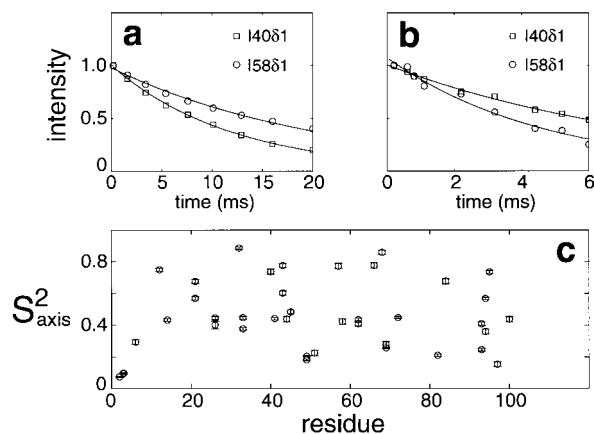 a
□ I40δ1
○ I58δ1
intensity
1.0
0.5
0
0 5 10 15 20
time (ms)
b
□ I40δ1
○ I58δ1
0 2 4 6
time (ms)
c
S²axis
0.8
0.4
0
0 20 40 60 80 100
residue